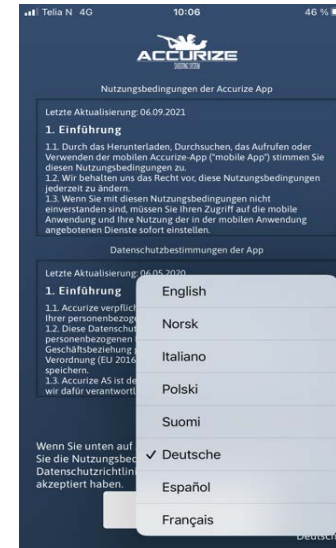 Telia N 4G 10:06 46 %
ACCURIZE
SHOOTING SYSTEM
Nutzungsbedingungen der Accurize App
Letzte Aktualisierung: 06.09.2021
1. Einführung
1.1. Durch das Herunterladen, Durchsuchen, das Aufrufen oder
Verwenden der mobilen Accurize-App ("mobile App") stimmen Sie
diesen Nutzungsbedingungen zu.
1.2. Wir behalten uns das Recht vor, diese Nutzungsbedingungen
jederzeit zu ändern.
1.3. Wenn Sie mit diesen Nutzungsbedingungen nicht
einverstanden sind, müssen Sie Ihren Zugriff auf die mobile
Anwendung und Ihre Nutzung der in der mobilen Anwendung
angebotenen Dienste sofort einstellen.
Datenschutzbestimmungen der App
Letzte Aktualisierung: 06.05.2020
1. Einführung
1.1. Accurize verpflich
Ihrer personenbezoge
1.2. Diese Datenschut
personenbezogenen
Geschäftsbeziehung
Verordnung (EU 2016
speichern.
1.3. Accurize AS ist de
wir dafür verantwortl
Wenn Sie unten auf
Sie die Nutzungsbed
Datenschutzrichtlini
akzeptiert haben.
English
Norsk
Italiano
Polski
Suomi
✓ Deutsche
Español
Français
Deutsch